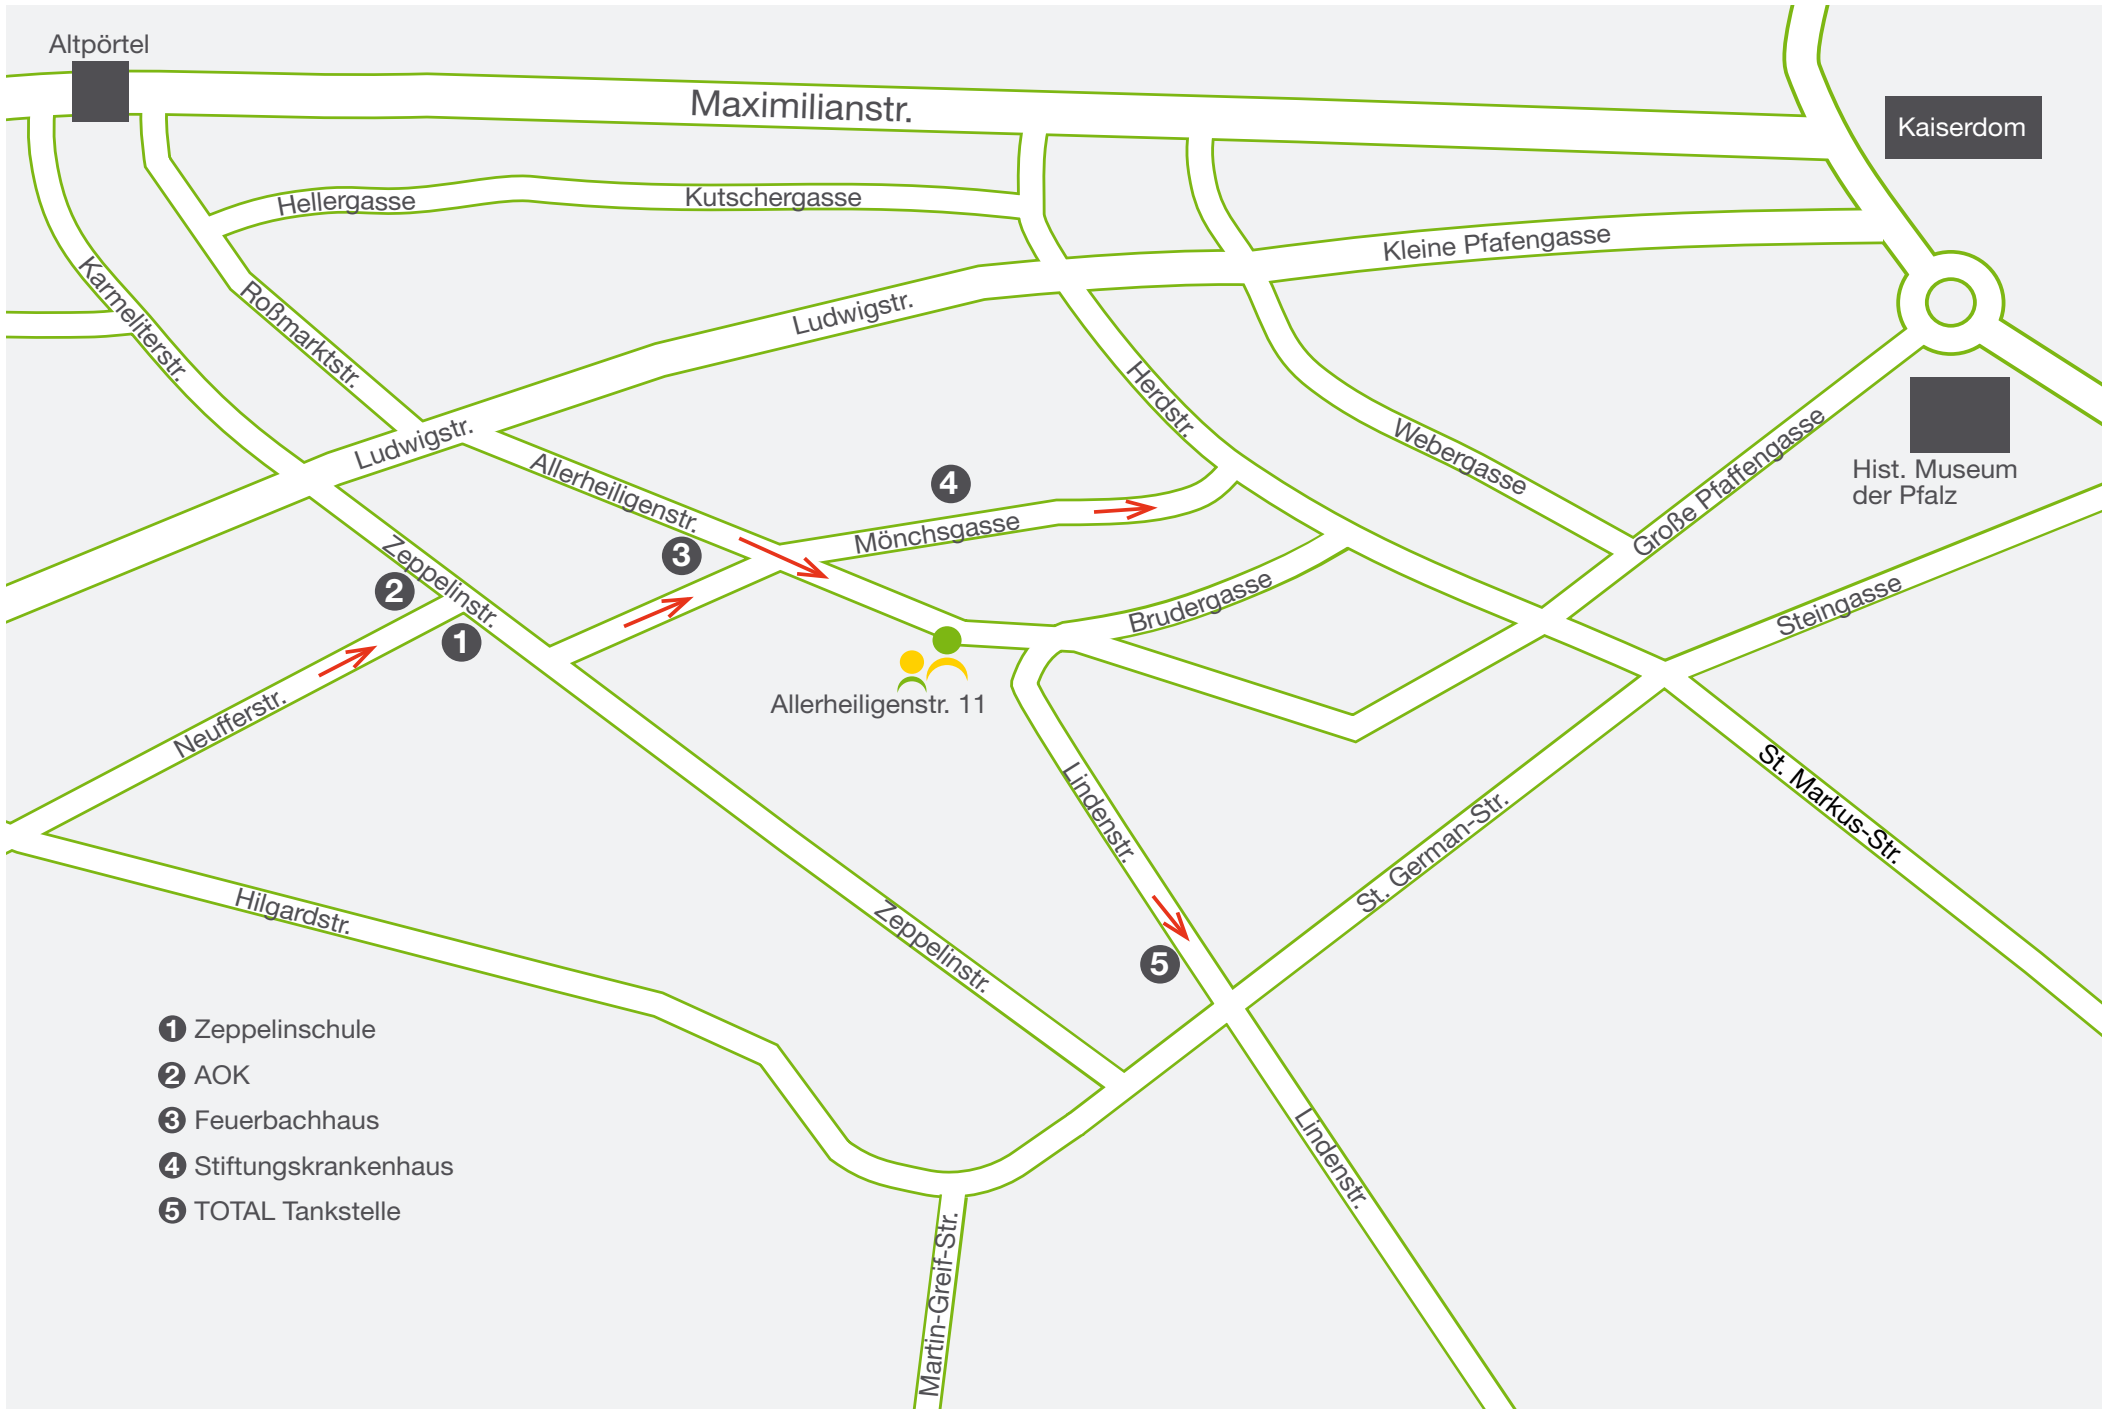 Altpörtel
Maximilianstr.
Kaiserdom
Hellergasse
Kutschergasse
Kleine Pfafengasse
Karmeliterstr.
Roßmarktstr.
Ludwigstr.
Ludwigstr.
Herdstr.
Webergasse
Große Pfaffengasse
Hist. Museum
der Pfalz
Allerheiligenstr.
4
Mönchsgasse
3
Zeppelinstr.
2
1
Brudergasse
Steingasse
Neufferstr.
Allerheiligenstr. 11
Lindenstr.
St. German-Str.
St. Markus-Str.
Hilgardstr.
Zeppelinstr.
5
1 Zeppelinschule
2 AOK
3 Feuerbachhaus
4 Stiftungskrankenhaus
5 TOTAL Tankstelle
Lindenstr.
Martin-Greif-Str.